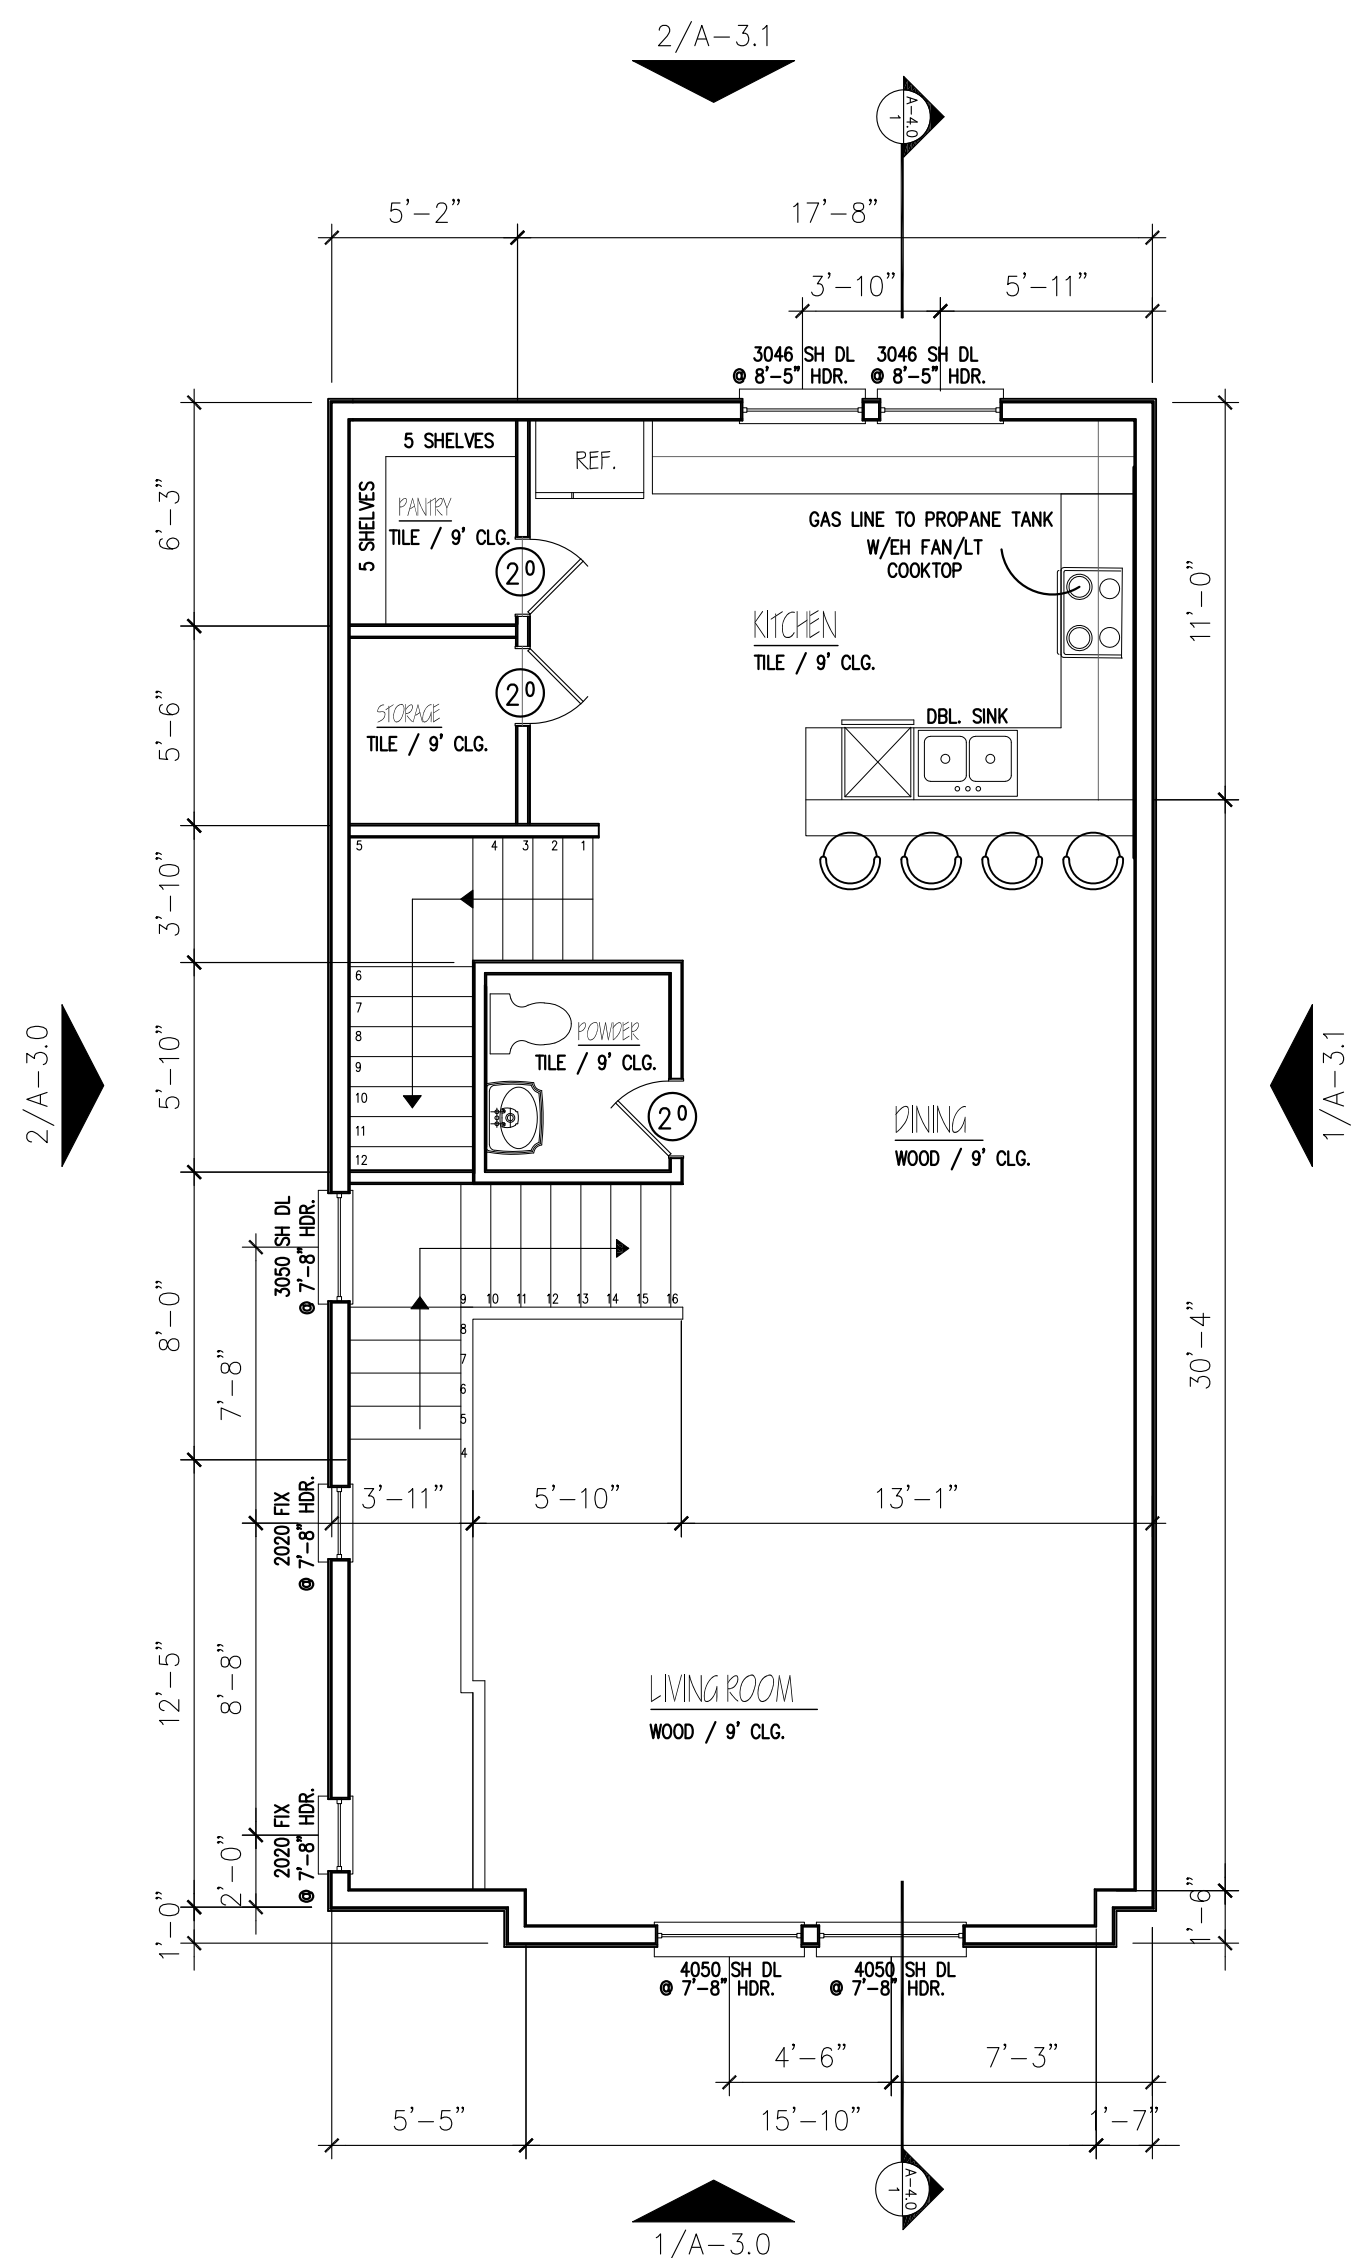 2/A-3.1
A-4.0
1
5'-2"
17'-8"
3'-10"
5'-11"
3046 SH DL
@ 8'-5" HDR.
3046 SH DL
@ 8'-5" HDR.
5 SHELVES
5 SHELVES
REF.
PANTRY
TILE / 9' CLG.
2⁰
GAS LINE TO PROPANE TANK
W/EH FAN/LT
COOKTOP
6'-3"
11'-0"
KITCHEN
TILE / 9' CLG.
2⁰
STORAGE
TILE / 9' CLG.
DBL. SINK
5'-6"
5
4
3
2
1
3'-10"
6
7
8
9
10
11
12
POWDER
TILE / 9' CLG.
2⁰
5'-10"
2/A-3.0
1/A-3.1
DINING
WOOD / 9' CLG.
3050 SH DL
@ 7'-8" HDR.
8'-0"
7'-8"
30'-4"
9
10
11
12
13
14
15
16
8
7
6
5
4
3'-11"
5'-10"
13'-1"
2020 FIX
@ 7'-8" HDR.
12'-5"
8'-8"
LIVING ROOM
WOOD / 9' CLG.
2020 FIX
@ 7'-8" HDR.
2'-0"
1'-0"
1'-6"
4050 SH DL
@ 7'-8" HDR.
4050 SH DL
@ 7'-8" HDR.
4'-6"
7'-3"
5'-5"
15'-10"
1'-7"
A-4.0
1
1/A-3.0